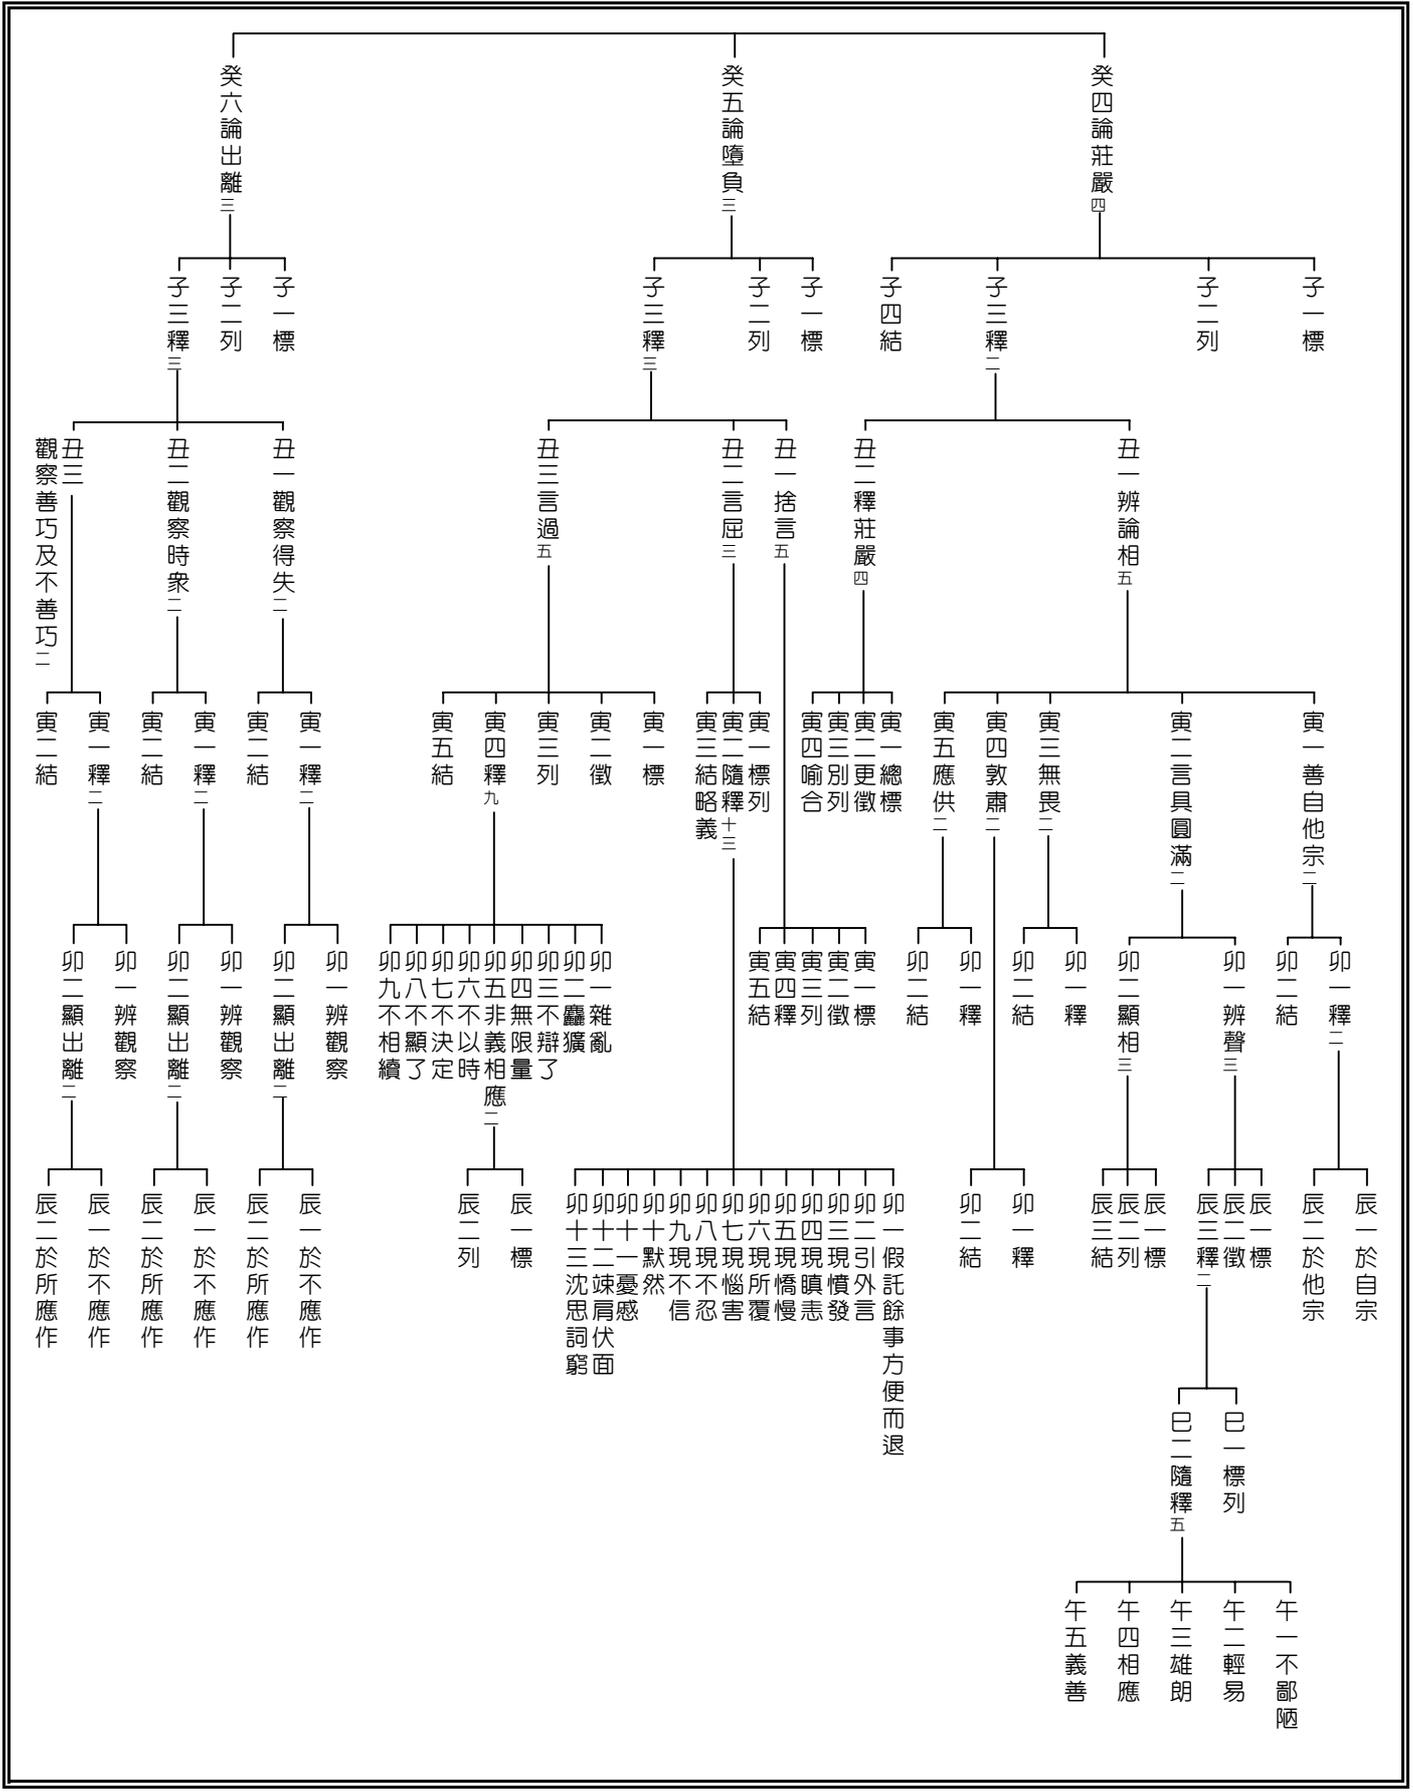 癸四論莊嚴四
癸五論墮負三
癸六論出離三
子一標
子二列
子三釋二
子四結
子一標
子二列
子三釋三
子一標
子二列
子三釋三
丑一辨論相五
丑二釋莊嚴四
丑一捨言五
丑二言屈三
丑三言過五
丑一觀察得失二
丑二觀察時衆二
丑三
觀察善巧及不善巧二
寅一善自他宗二
寅二言具圓滿二
寅三無畏二
寅四敦肅二
寅五應供二
寅一總標
寅二更徵
寅三別列
寅四喻合
寅一標列
寅二隨釋十三
寅三結略義
寅一標
寅二徵
寅三列
寅四釋九
寅五結
寅一釋二
寅二結
寅一釋二
寅二結
寅一釋二
寅二結
卯一釋二
卯二結
卯一辨聲三
卯二顯相三
卯一釋
卯二結
卯一釋
卯二結
寅一標
寅二徵
寅三列
寅四釋
寅五結
卯一雜亂
卯二麤獷
卯三不辯了
卯四無限量
卯五非義相應二
卯六不以時
卯七不決定
卯八不顯了
卯九不相續
卯一辨觀察
卯二顯出離二
卯一辨觀察
卯二顯出離二
卯一辨觀察
卯二顯出離二
辰一於自宗
辰二於他宗
辰一標
辰二徵
辰三釋二
辰一標
辰二列
辰三結
卯一釋
卯二結
卯一假託餘事方便而退
卯二引外言
卯三現憤發
卯四現瞋恚
卯五現憍慢
卯六現所覆
卯七現惱害
卯八現不忍
卯九現不信
卯十默然
卯十一憂慼
卯十二竦肩伏面
卯十三沈思詞窮
辰一標
辰二列
辰一於不應作
辰二於所應作
辰一於不應作
辰二於所應作
辰一於不應作
辰二於所應作
巳一標列
巳二隨釋五
午一不鄙陋
午二輕易
午三雄朗
午四相應
午五義善